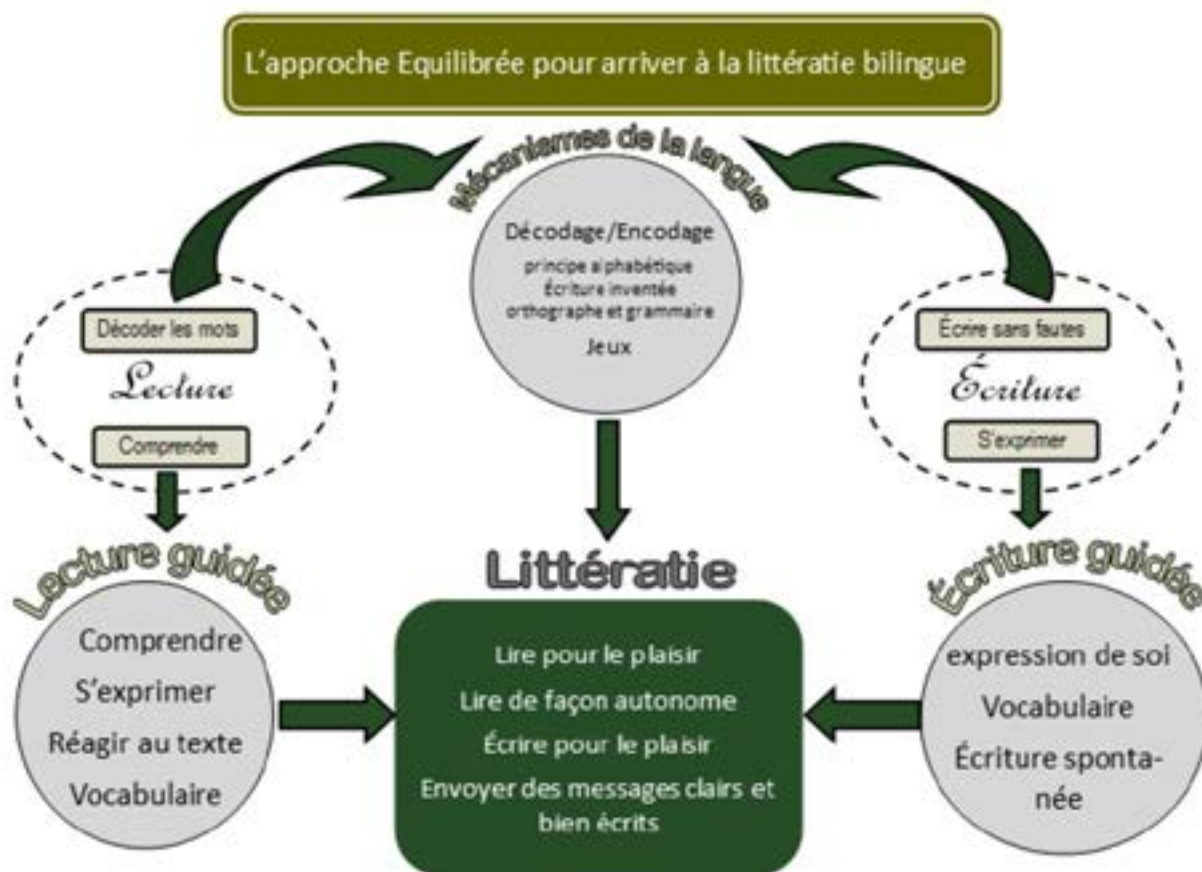 L'approche Equilibrée pour arriver à la littératie bilingue
Mécanismes de la langue
Décodage/Encodage
principe alphabétique
Écriture inventée
orthographe et grammaire
Jeux
Décoder les mots
Lecture
Comprendre
Écrire sans fautes
Écriture
S'exprimer
Lecture guidée
Comprendre
S'exprimer
Réagir au texte
Vocabulaire
Littératie
Lire pour le plaisir
Lire de façon autonome
Écrire pour le plaisir
Envoyer des messages clairs et
bien écrits
Écriture guidée
expression de soi
Vocabulaire
Écriture sponta-
née